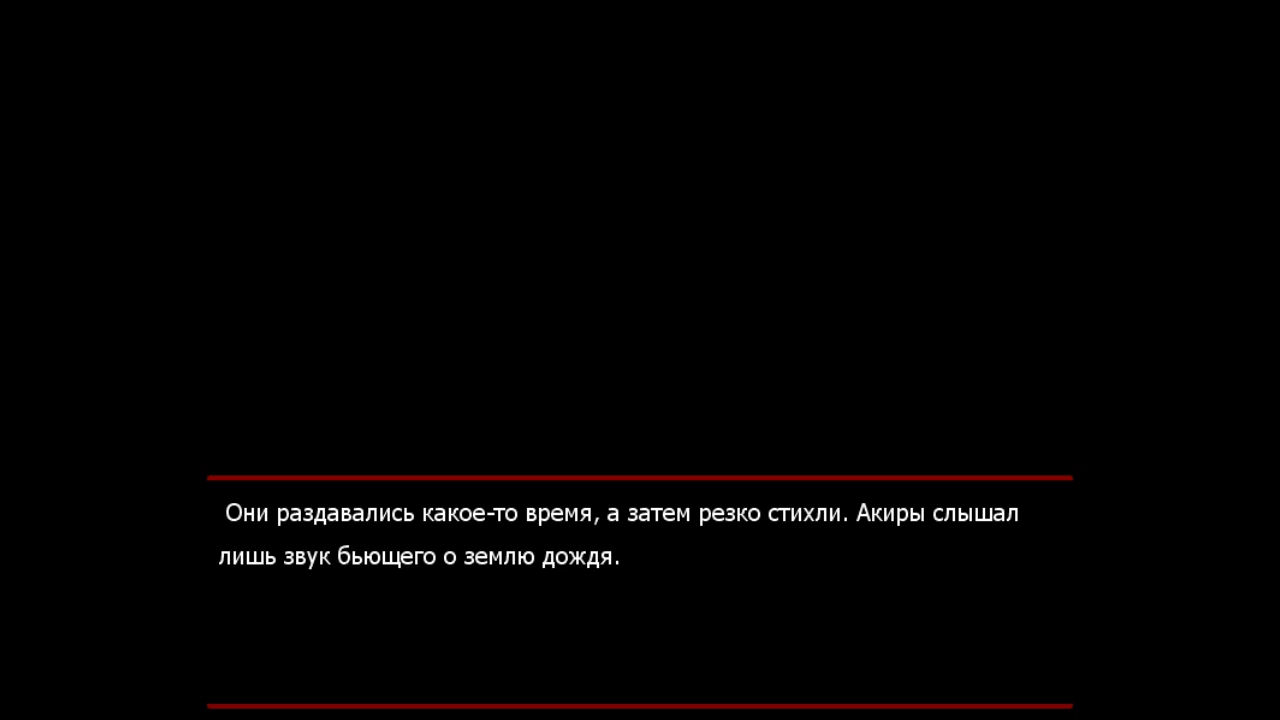 Они раздавались какое-то время, а затем резко стихли. Акиры слышал
лишь звук бьющего о землю дождя.